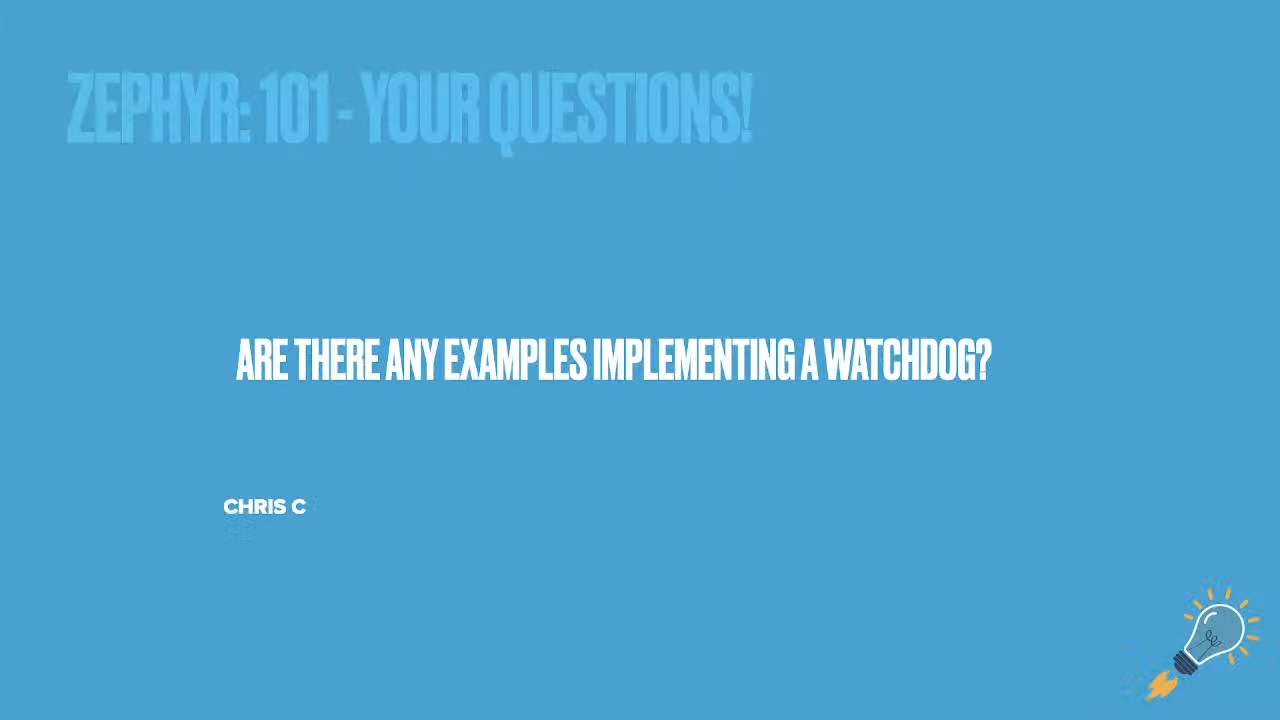 ZEPHYR: 101 - YOUR QUESTIONS!
ARE THERE ANY EXAMPLES IMPLEMENTING A WATCHDOG?
CHRIS C